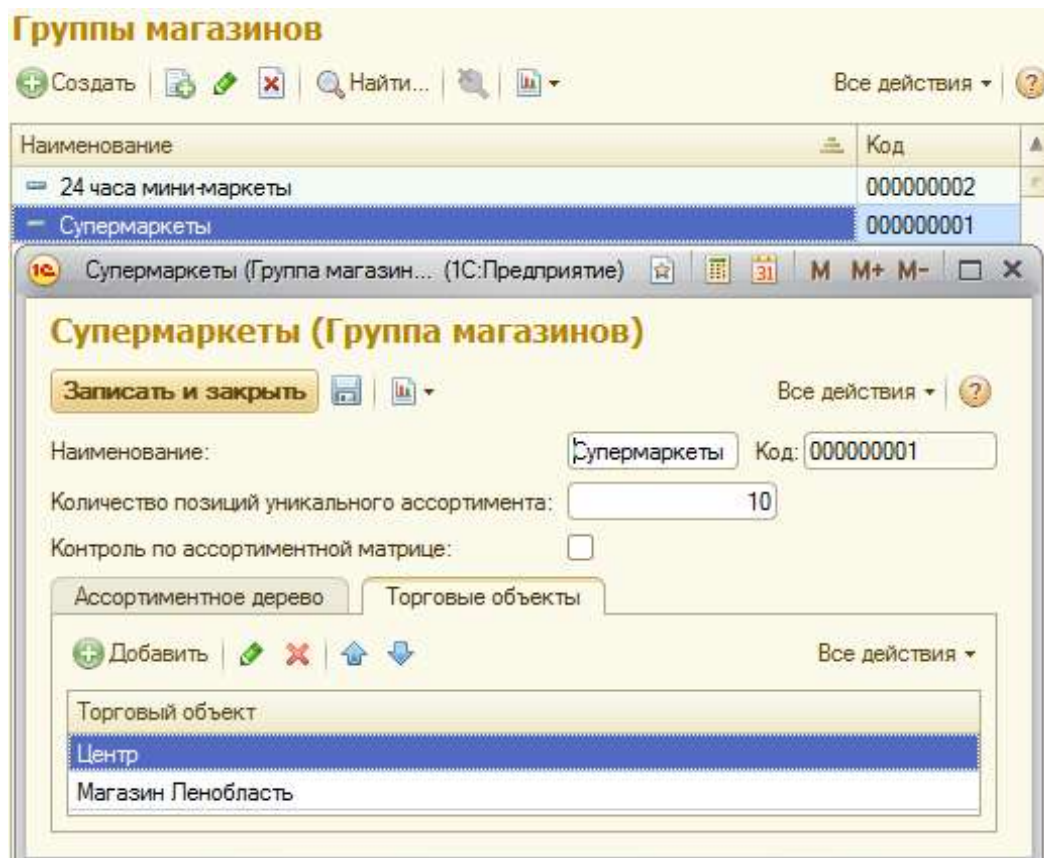 Группы магазинов
Создать Найти... Все действия ?
Наименование Код
24 часа мини-маркеты 000000002
Супермаркеты 000000001
1С Супермаркеты (Группа магазин... (1С:Предприятие) 31 M M+ M-
Супермаркеты (Группа магазинов)
Записать и закрыть Все действия ?
Наименование: Супермаркеты Код: 000000001
Количество позиций уникального ассортимента: 10
Контроль по ассортиментной матрице:
Ассортиментное дерево Торговые объекты
Добавить Все действия
Торговый объект
Центр
Магазин Ленобласть